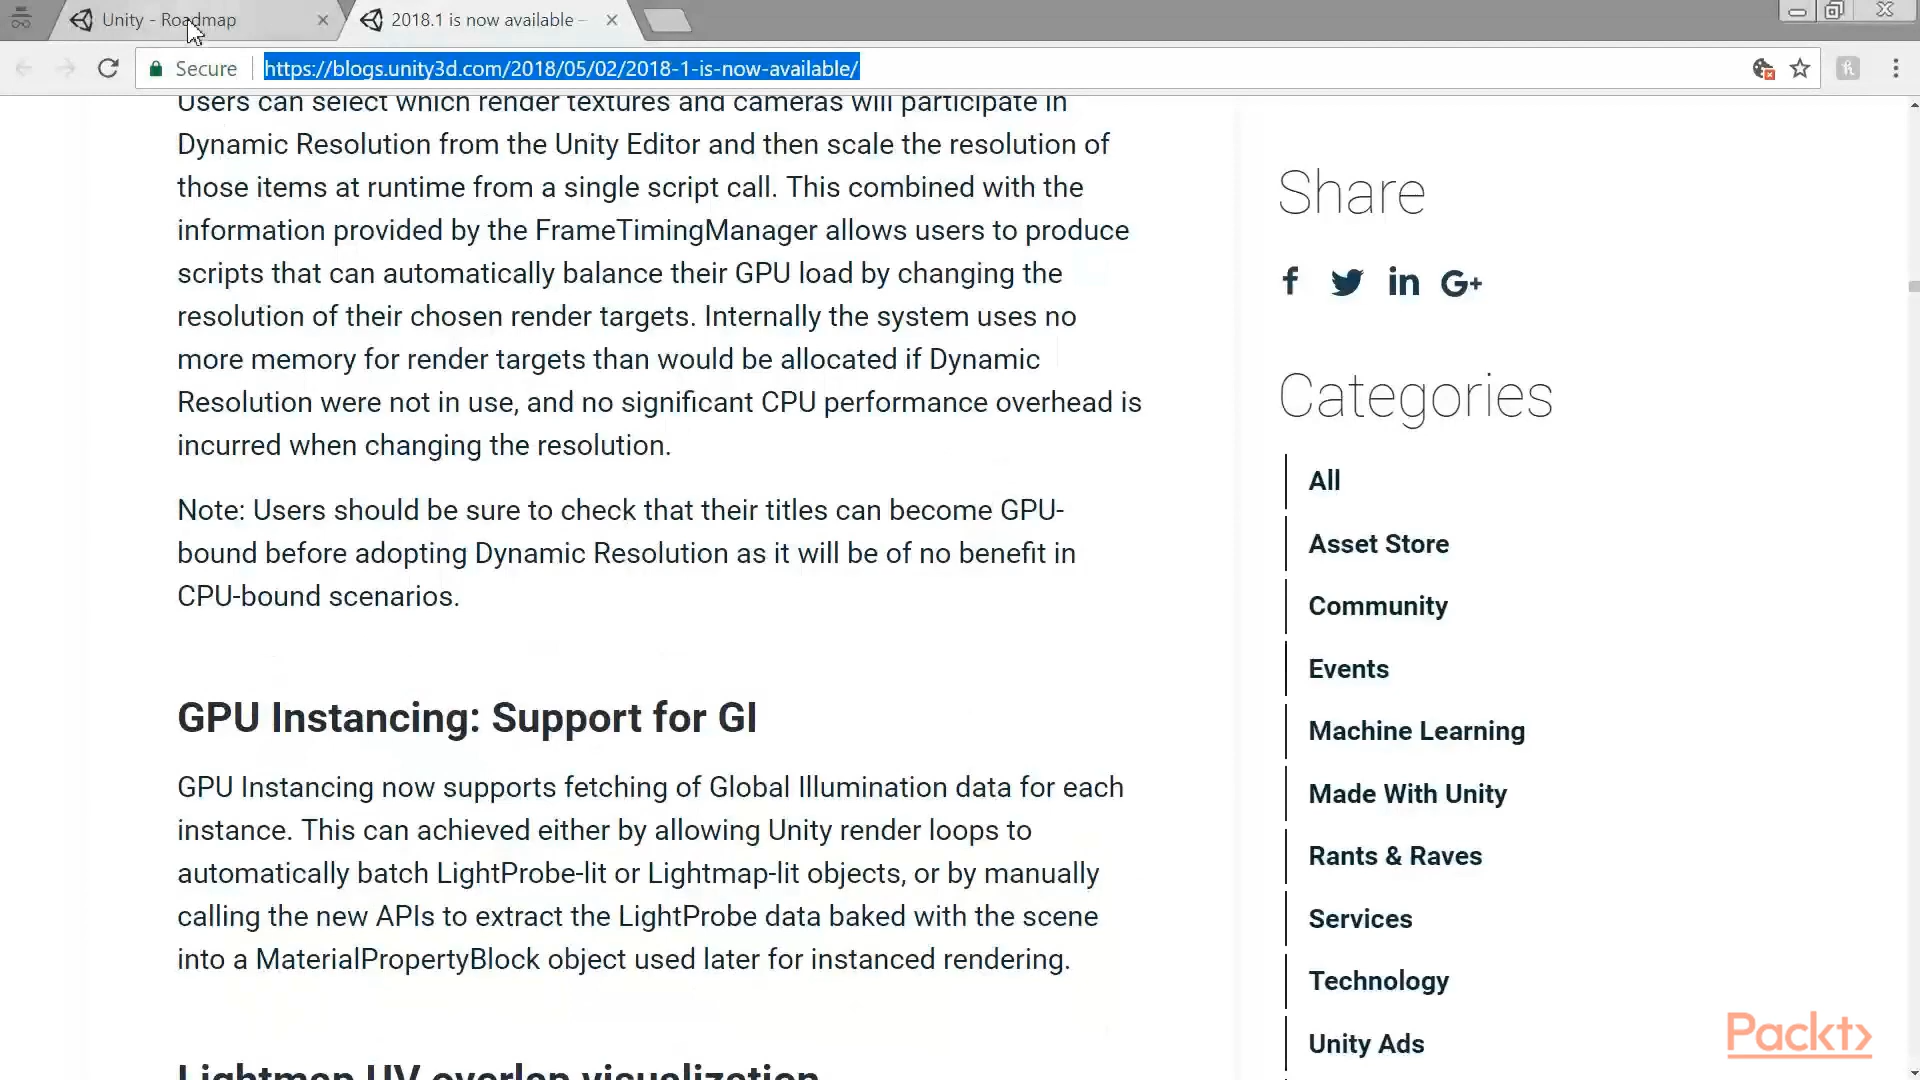 Unity - Roadmap
2018.1 is now available –
Secure
https://blogs.unity3d.com/2018/05/02/2018-1-is-now-available/
Users can select which render textures and cameras will participate in
Dynamic Resolution from the Unity Editor and then scale the resolution of
those items at runtime from a single script call. This combined with the
information provided by the FrameTimingManager allows users to produce
scripts that can automatically balance their GPU load by changing the
resolution of their chosen render targets. Internally the system uses no
more memory for render targets than would be allocated if Dynamic
Resolution were not in use, and no significant CPU performance overhead is
incurred when changing the resolution.
Note: Users should be sure to check that their titles can become GPU-
bound before adopting Dynamic Resolution as it will be of no benefit in
CPU-bound scenarios.
GPU Instancing: Support for GI
GPU Instancing now supports fetching of Global Illumination data for each
instance. This can achieved either by allowing Unity render loops to
automatically batch LightProbe-lit or Lightmap-lit objects, or by manually
calling the new APIs to extract the LightProbe data baked with the scene
into a MaterialPropertyBlock object used later for instanced rendering.
Lightmap UV overlap visualization
Share
f
in
G+
Categories
All
Asset Store
Community
Events
Machine Learning
Made With Unity
Rants & Raves
Services
Technology
Unity Ads
Packt>